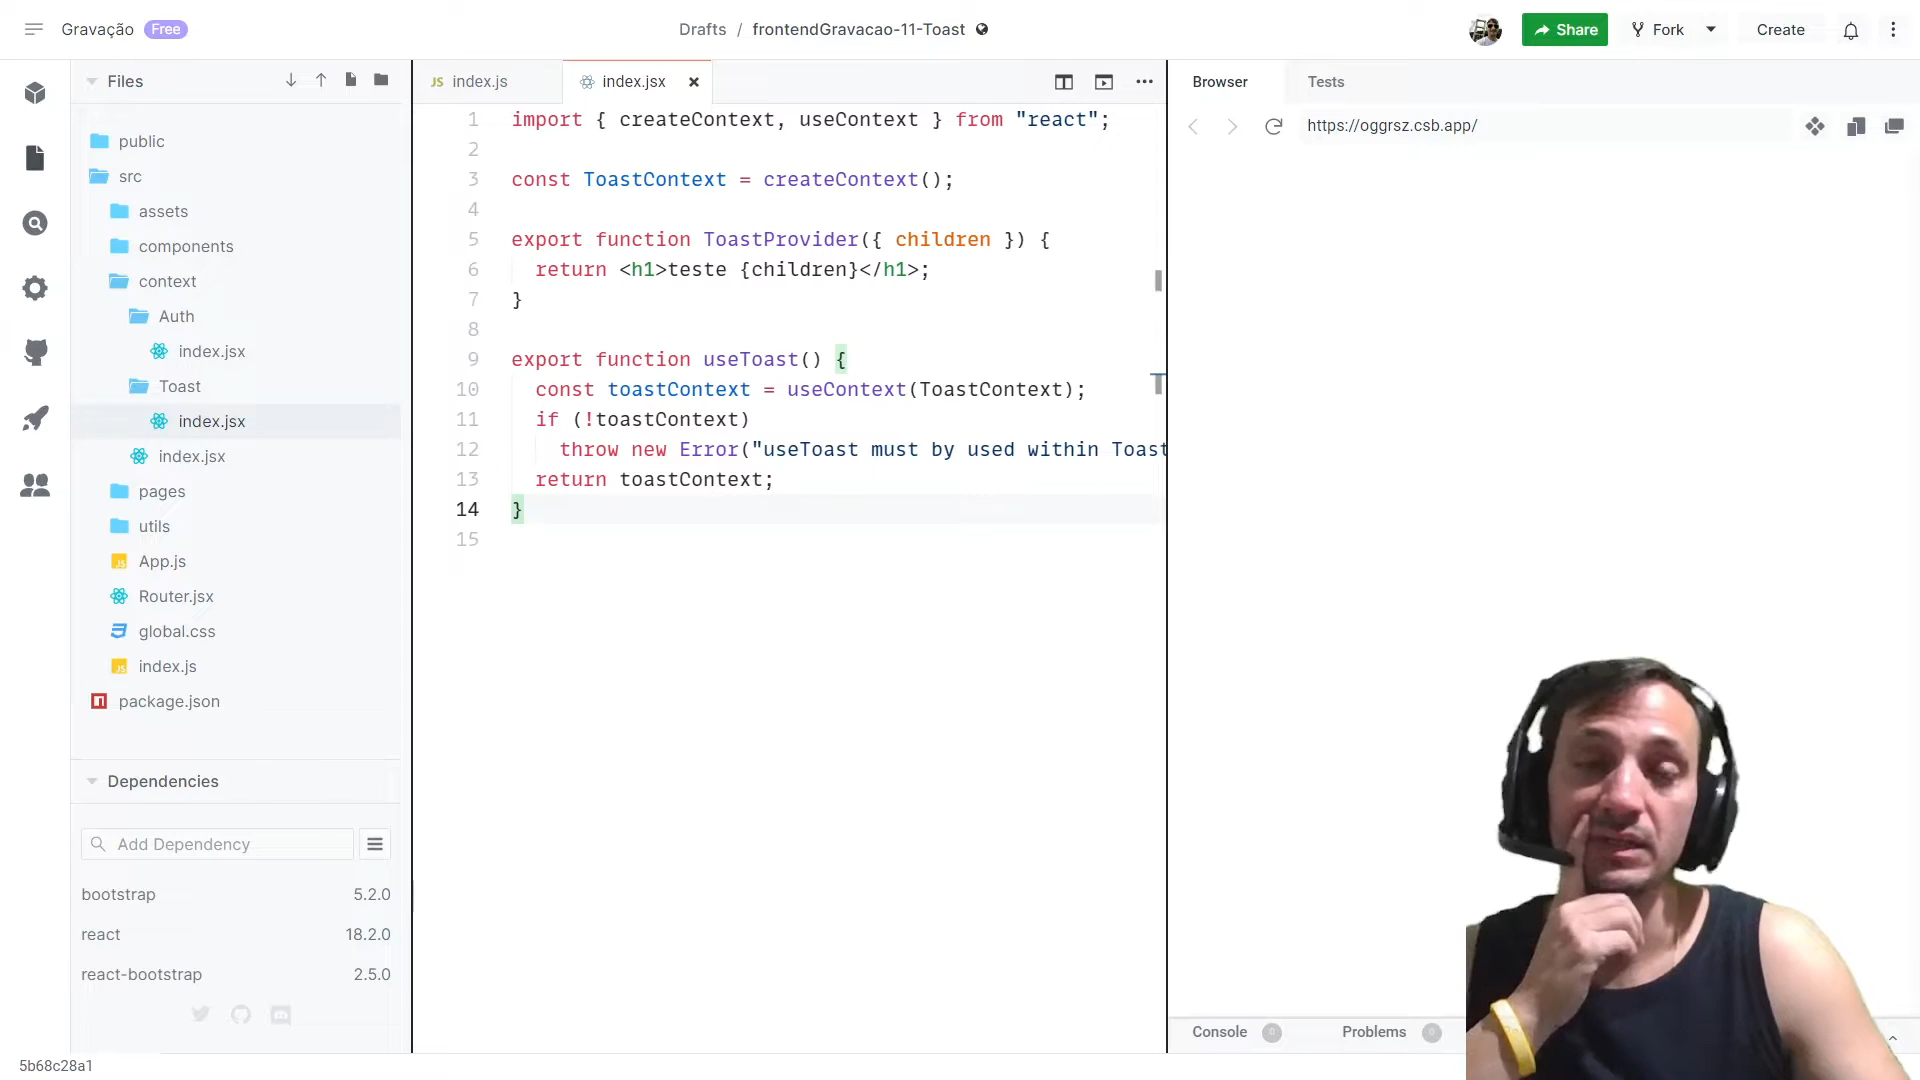 Gravação Free
Drafts / frontendGravacao-11-Toast
Share
Fork
Create
Files
public
src
assets
components
context
Auth
index.jsx
Toast
index.jsx
index.jsx
pages
utils
App.js
Router.jsx
global.css
index.js
package.json
Dependencies
Add Dependency
bootstrap 5.2.0
react 18.2.0
react-bootstrap 2.5.0
5b68c28a1
JS index.js
index.jsx
1 import { createContext, useContext } from "react";
2
3 const ToastContext = createContext();
4
5 export function ToastProvider({ children }) {
6 return <h1>teste {children}</h1>;
7 }
8
9 export function useToast() {
10 const toastContext = useContext(ToastContext);
11 if (!toastContext)
12 throw new Error("useToast must by used within Toast
13 return toastContext;
14 }
15
Browser
Tests
https://oggrsz.csb.app/
Console 0
Problems 0